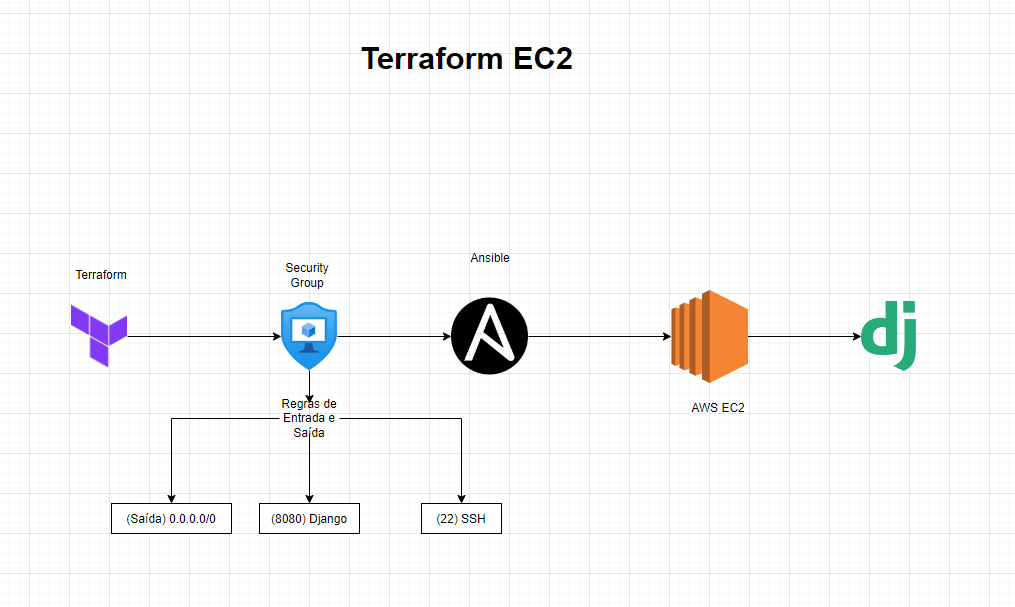 Terraform EC2
Ansible
Security
Group
Terraform
AWS EC2
Regras de
Entrada e
Saída
(Saída) 0.0.0.0/0
(8080) Django
(22) SSH
dj